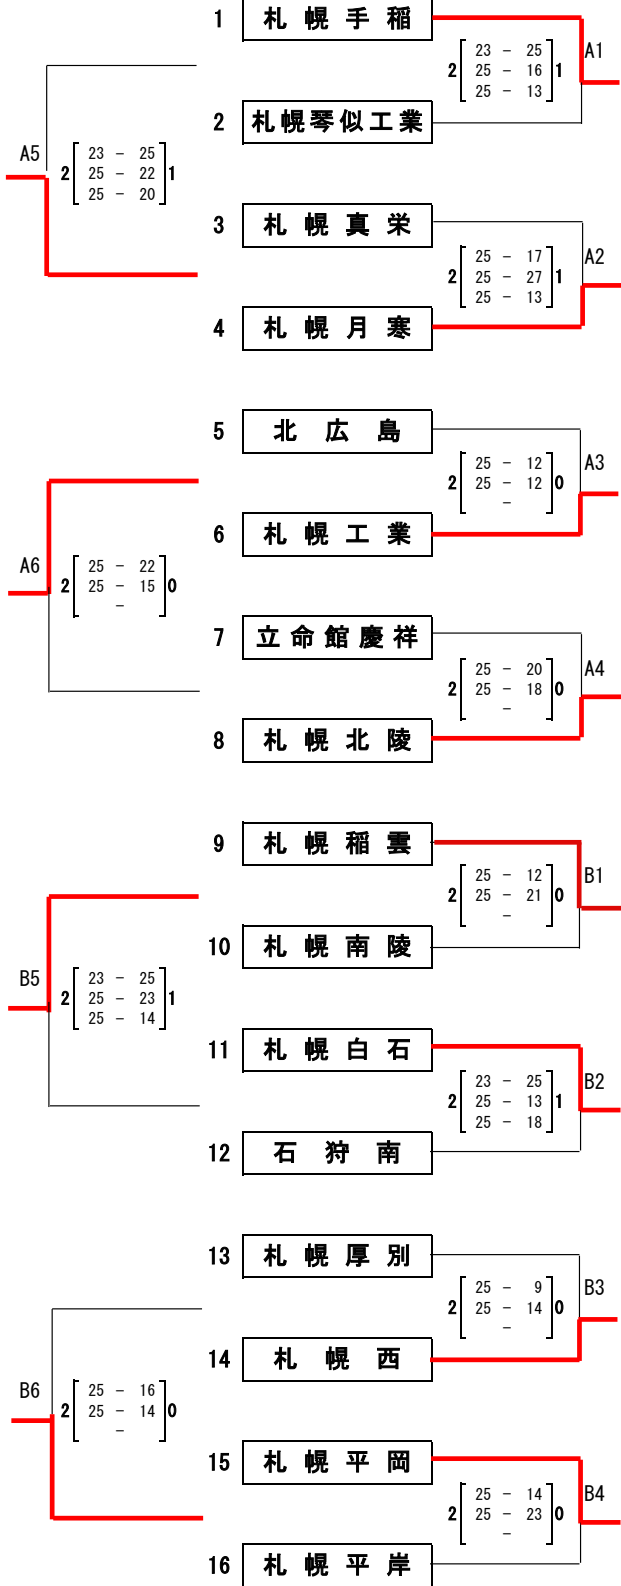 1 札幌手稲
23 － 25 A1
2 25 － 16 1
25 － 13
2 札幌琴似工業
A5 23 － 25
2 25 － 22 1
25 － 20
3 札幌真栄
25 － 17 A2
2 25 － 27 1
25 － 13
4 札幌月寒
5 北広島
25 － 12 A3
2 25 － 12 0
－
6 札幌工業
A6 25 － 22
2 25 － 15 0
－
7 立命館慶祥
25 － 20 A4
2 25 － 18 0
－
8 札幌北陵
9 札幌稲雲
25 － 12 B1
2 25 － 21 0
－
10 札幌南陵
B5 23 － 25
2 25 － 23 1
25 － 14
11 札幌白石
23 － 25 B2
2 25 － 13 1
25 － 18
12 石狩南
13 札幌厚別
25 － 9 B3
2 25 － 14 0
－
14 札幌西
B6 25 － 16
2 25 － 14 0
－
15 札幌平岡
25 － 14 B4
2 25 － 23 0
－
16 札幌平岸